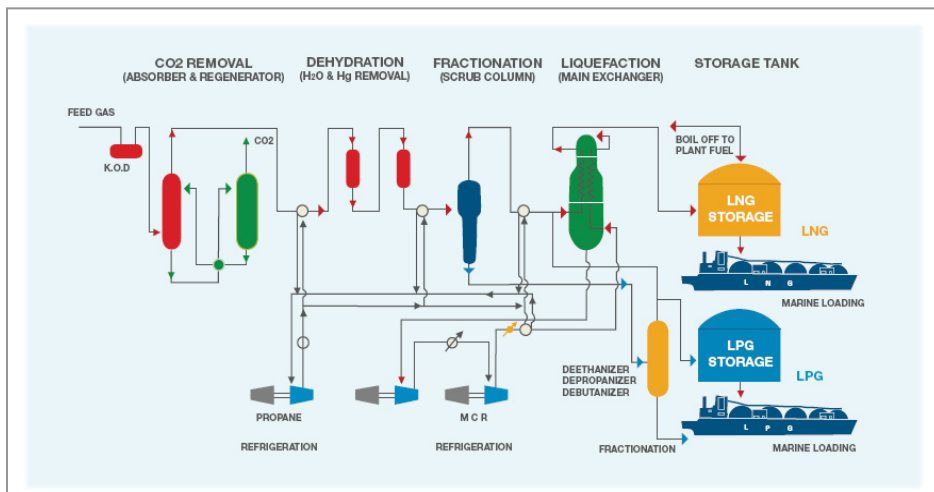 CO2 REMOVAL
(ABSORBER & REGENERATOR)
DEHYDRATION
(H2O & Hg REMOVAL)
FRACTIONATION
(SCRUB COLUMN)
LIQUEFACTION
(MAIN EXCHANGER)
STORAGE TANK
FEED GAS
K.O.D
CO2
BOIL OFF TO
PLANT FUEL
LNG
STORAGE
LNG
L N G
MARINE LOADING
LPG
STORAGE
LPG
DEETHANIZER
DEPROPANIZER
DEBUTANIZER
L P G
PROPANE
M C R
REFRIGERATION
REFRIGERATION
FRACTIONATION
MARINE LOADING